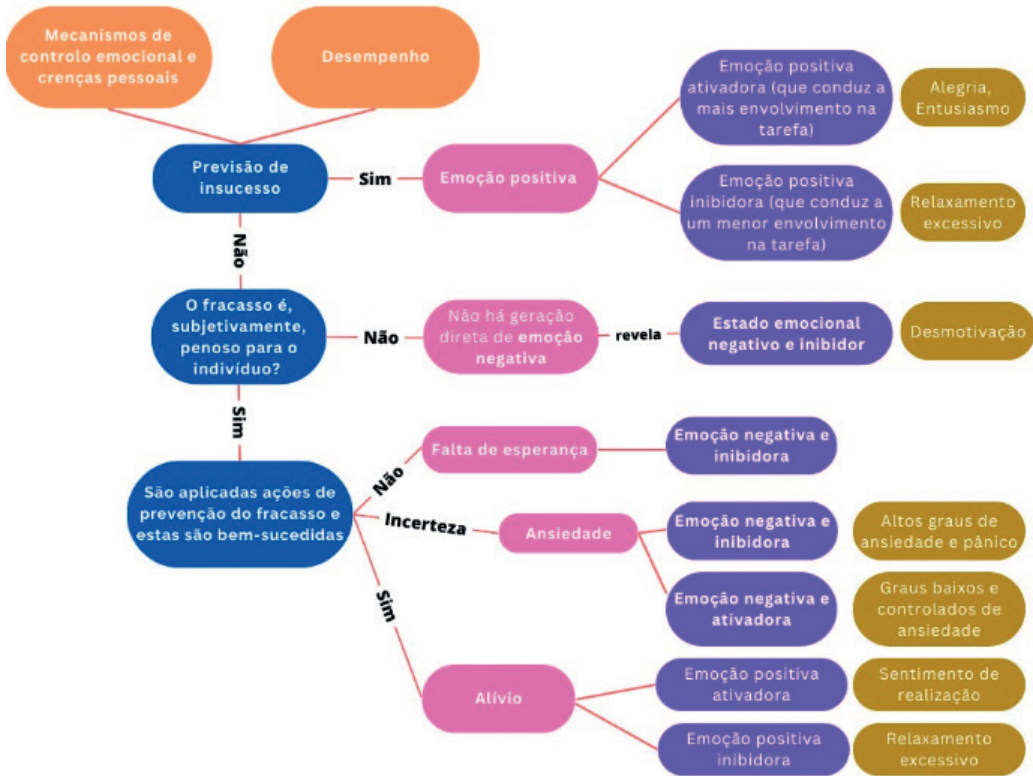 Mecanismos de
controlo emocional e
crenças pessoais
Desempenho
Previsão de
insucesso
Sim
Emoção positiva
Emoção positiva
ativadora (que conduz a
mais envolvimento na
tarefa)
Alegria,
Entusiasmo
Emoção positiva
inibidora (que conduz a
um menor envolvimento
na tarefa)
Relaxamento
excessivo
Não
O fracasso é,
subjetivamente,
penoso para o
indivíduo?
Não
Não há geração
direta de emoção
negativa
revela
Estado emocional
negativo e inibidor
Desmotivação
Sim
São aplicadas ações de
prevenção do fracasso e
estas são bem-sucedidas
Não
Falta de esperança
Emoção negativa e
inibidora
Incerteza
Ansiedade
Emoção negativa e
inibidora
Altos graus de
ansiedade e pânico
Emoção negativa e
ativadora
Graus baixos e
controlados de
ansiedade
Sim
Alívio
Emoção positiva
ativadora
Sentimento de
realização
Emoção positiva
inibidora
Relaxamento
excessivo